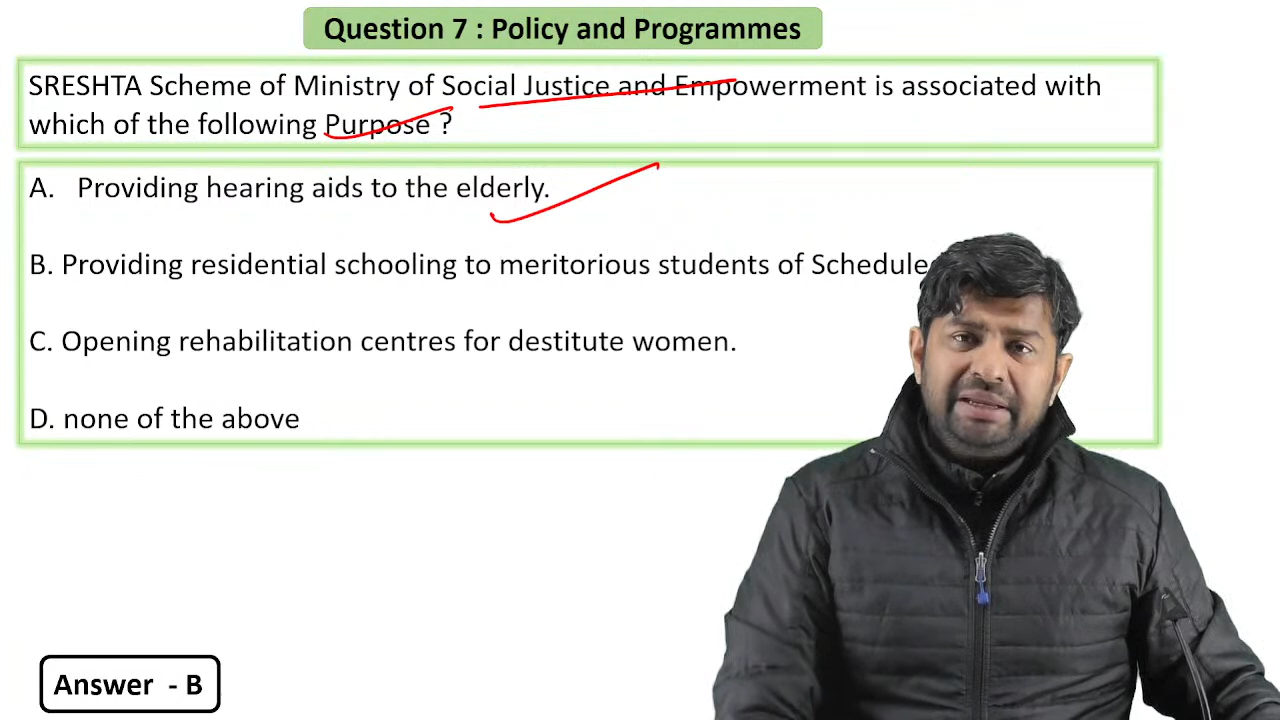 Question 7 : Policy and Programmes
SRESHTA Scheme of Ministry of Social Justice and Empowerment is associated with
which of the following Purpose ?
A. Providing hearing aids to the elderly.
B. Providing residential schooling to meritorious students of Schedule
C. Opening rehabilitation centres for destitute women.
D. none of the above
Answer - B